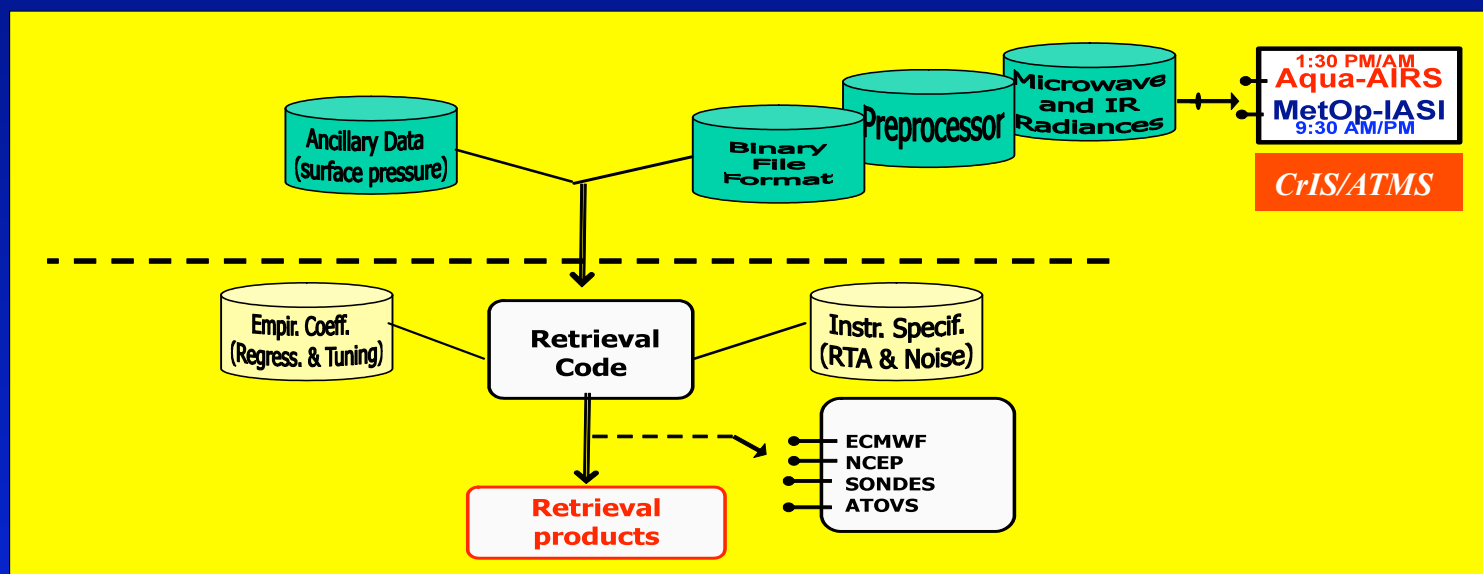 Ancillary Data
(surface pressure)
Binary
File
Format
Preprocessor
Microwave
and IR
Radiances
1:30 PM/AM
Aqua-AIRS
MetOp-IASI
9:30 AM/PM
CrIS/ATMS
Empir. Coeff.
(Regress. & Tuning)
Retrieval
Code
Instr. Specif.
(RTA & Noise)
ECMWF
NCEP
SONDES
ATOVS
Retrieval
products